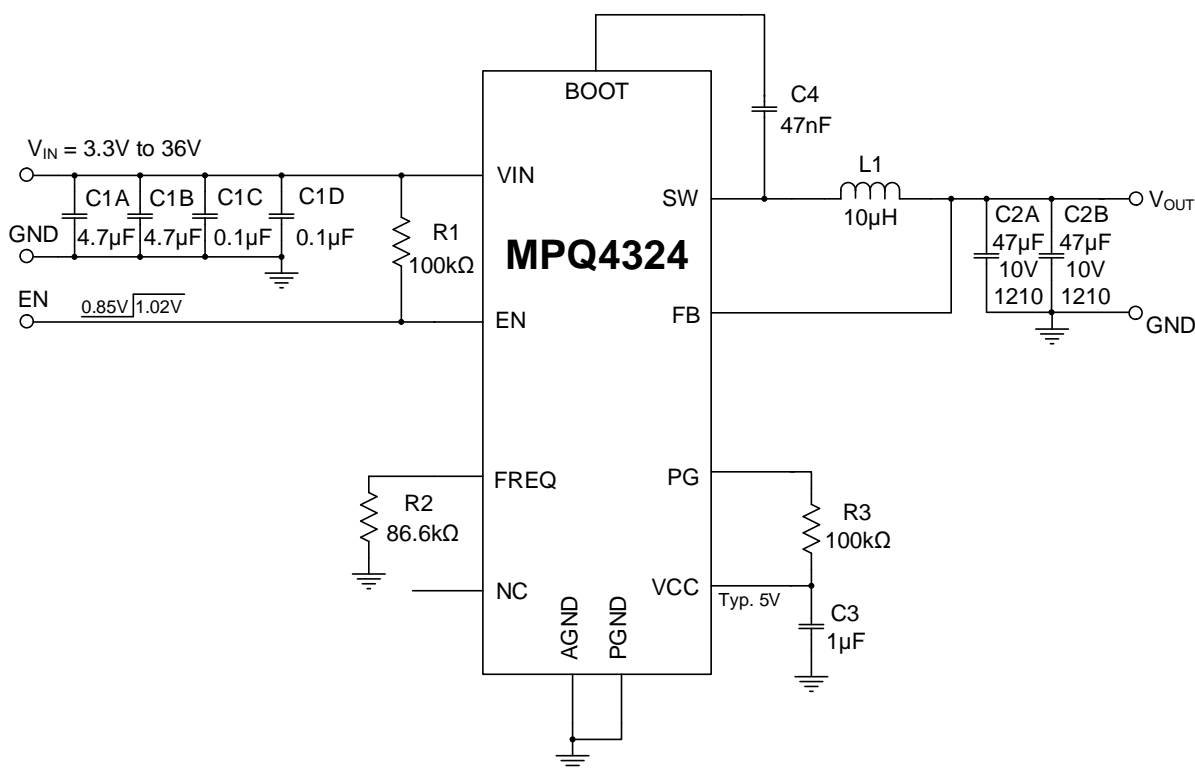 BOOT
C4
47nF
V_IN = 3.3V to 36V
VIN
L1
C1A
C1B
C1C
C1D
SW
V_OUT
10µH
C2A
C2B
GND
4.7µF
4.7µF
0.1µF
0.1µF
R1
100kΩ
MPQ4324
47µF
47µF
10V
10V
1210
1210
EN
0.85V
1.02V
EN
FB
GND
FREQ
PG
R2
86.6kΩ
R3
100kΩ
NC
VCC
Typ. 5V
C3
1µF
AGND
PGND